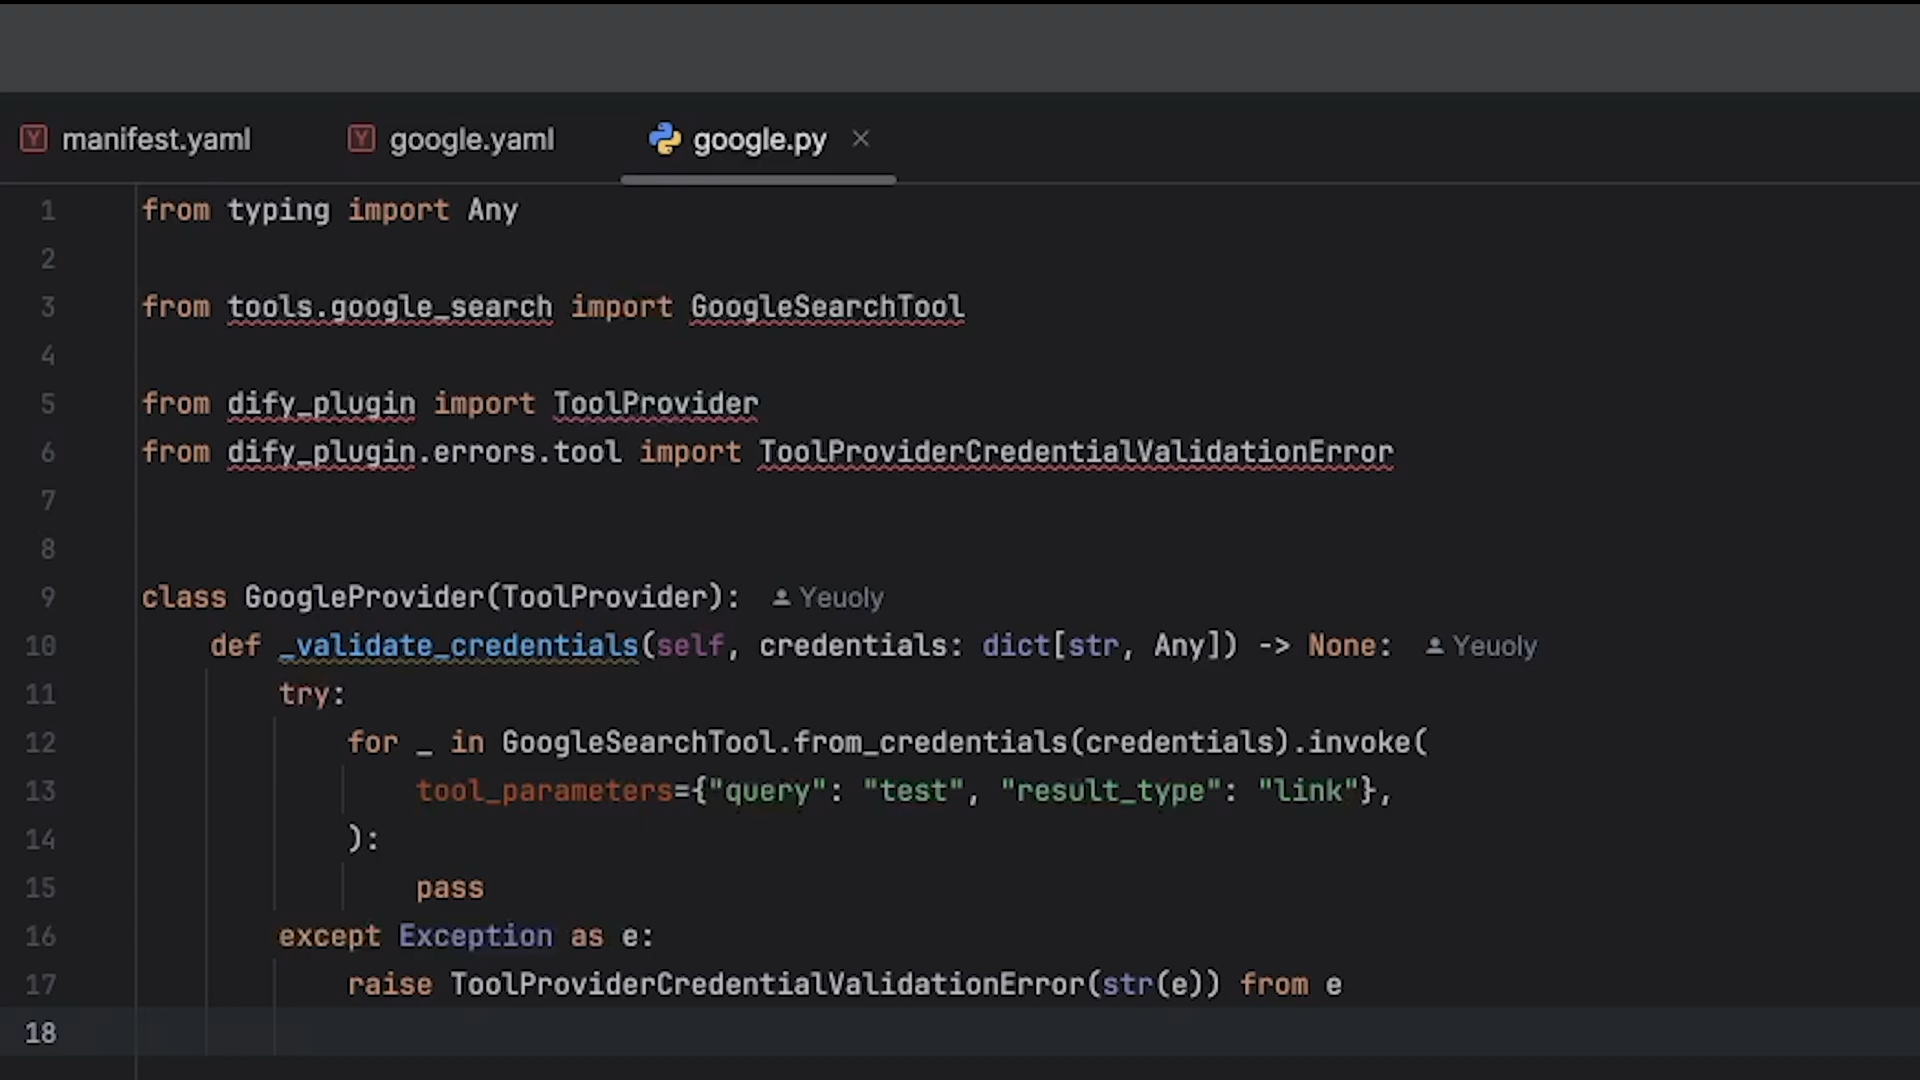 manifest.yaml google.yaml google.py
1 from typing import Any
2
3 from tools.google_search import GoogleSearchTool
4
5 from dify_plugin import ToolProvider
6 from dify_plugin.errors.tool import ToolProviderCredentialValidationError
7
8
9 class GoogleProvider(ToolProvider): Yeuoly
10 def _validate_credentials(self, credentials: dict[str, Any]) -> None: Yeuoly
11 try:
12 for _ in GoogleSearchTool.from_credentials(credentials).invoke(
13 tool_parameters={"query": "test", "result_type": "link"},
14 ):
15 pass
16 except Exception as e:
17 raise ToolProviderCredentialValidationError(str(e)) from e
18